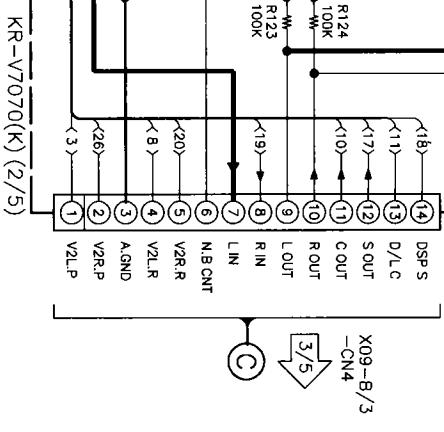 R123
100K
R124
100K
KR-V7070(K) (2/5)
3
26
8
20
19
10
17
11
18
1
2
3
4
5
6
7
8
9
10
11
12
13
14
V2L.P
V2R.P
A.GND
V2L.R
V2R.R
N.B CNT
L IN
R IN
L OUT
R OUT
C OUT
S OUT
D/L C
DSP S
C
3/5
X09-B/3
-CN4